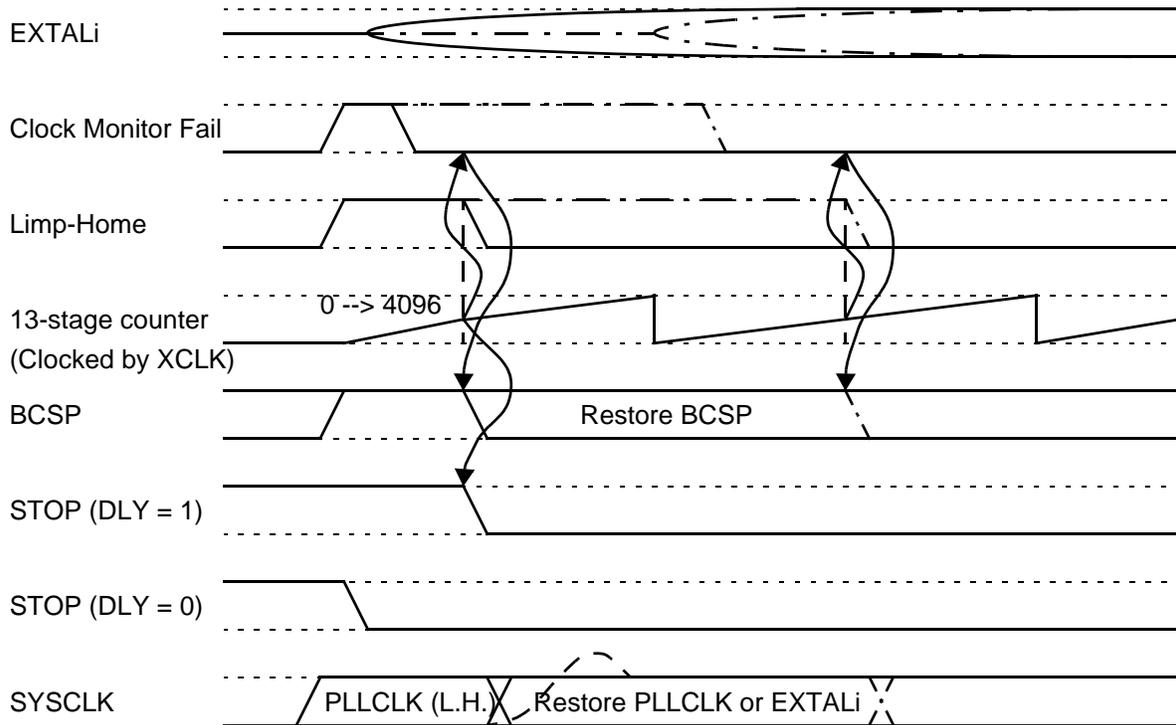 EXTALi
Clock Monitor Fail
Limp-Home
0 --> 4096
13-stage counter
(Clocked by XCLK)
BCSP
Restore BCSP
STOP (DLY = 1)
STOP (DLY = 0)
SYSCLK
PLLCLK (L.H.)
Restore PLLCLK or EXTALi